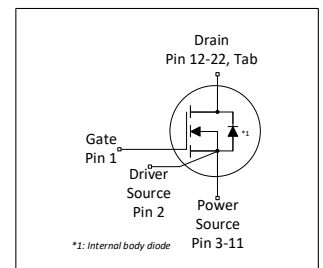 Drain
Pin 12-22, Tab
*1
Gate
Pin 1
Driver
Source
Pin 2
Power
Source
Pin 3-11
*1: Internal body diode